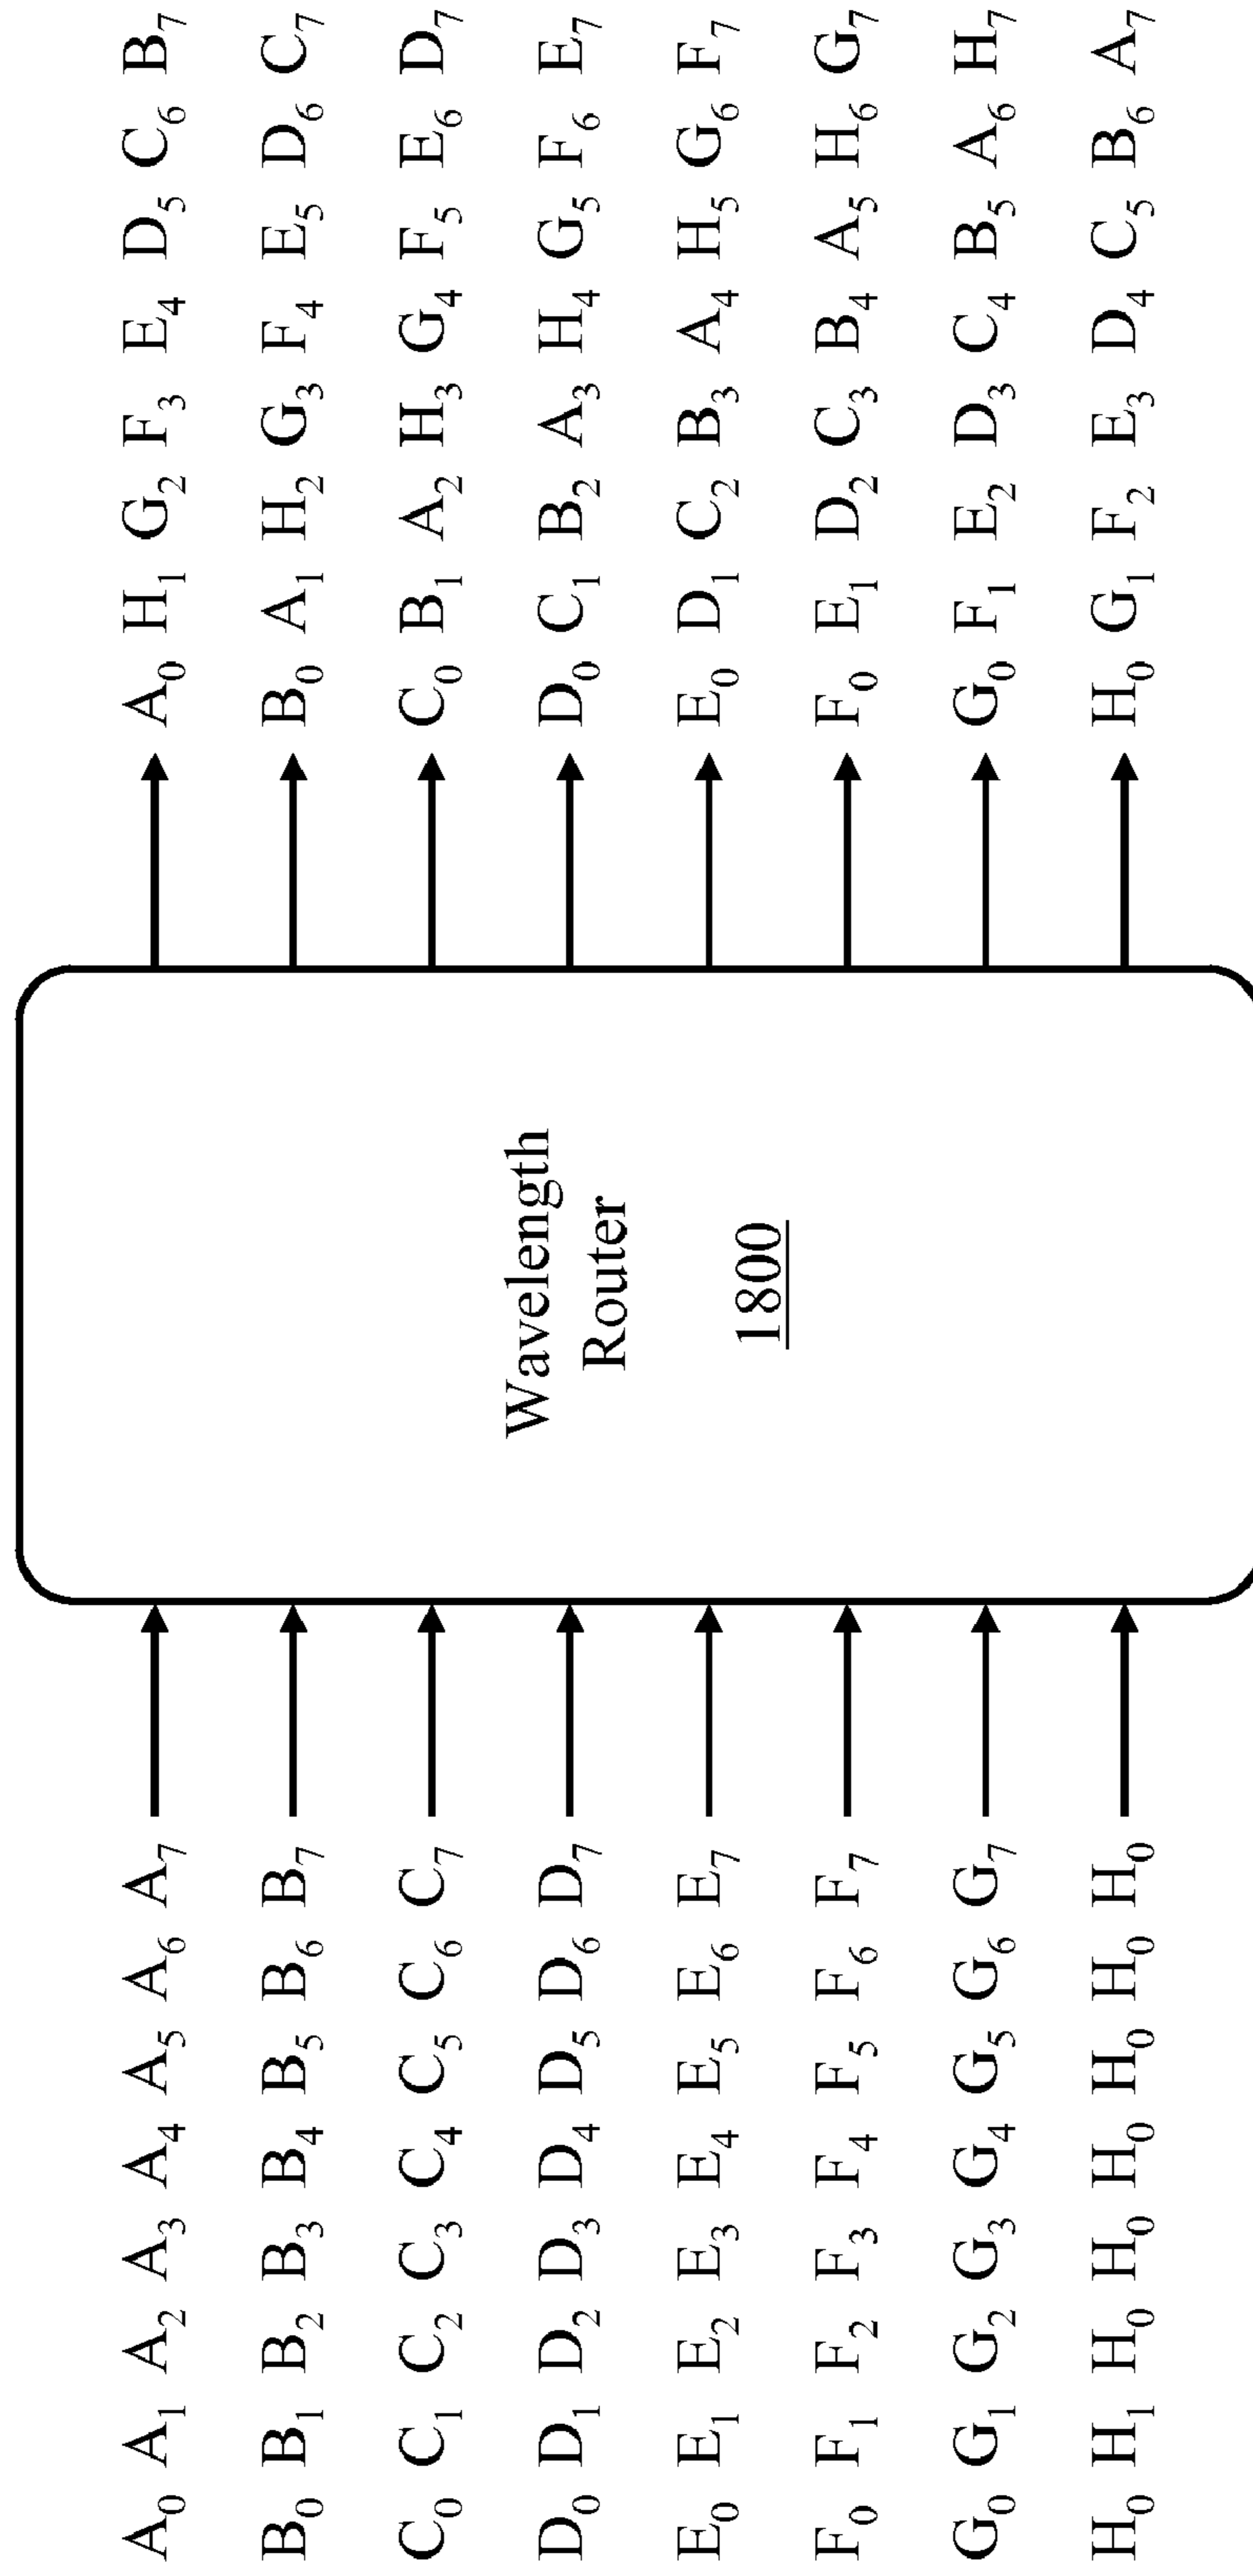 A0 A1 A2 A3 A4 A5 A6 A7
B0 B1 B2 B3 B4 B5 B6 B7
C0 C1 C2 C3 C4 C5 C6 C7
D0 D1 D2 D3 D4 D5 D6 D7
E0 E1 E2 E3 E4 E5 E6 E7
F0 F1 F2 F3 F4 F5 F6 F7
G0 G1 G2 G3 G4 G5 G6 G7
H0 H1 H0 H0 H0 H0 H0 H0
Wavelength
Router
1800
A0 H1 G2 F3 E4 D5 C6 B7
B0 A1 H2 G3 F4 E5 D6 C7
C0 B1 A2 H3 G4 F5 E6 D7
D0 C1 B2 A3 H4 G5 F6 E7
E0 D1 C2 B3 A4 H5 G6 F7
F0 E1 D2 C3 B4 A5 H6 G7
G0 F1 E2 D3 C4 B5 A6 H7
H0 G1 F2 E3 D4 C5 B6 A7